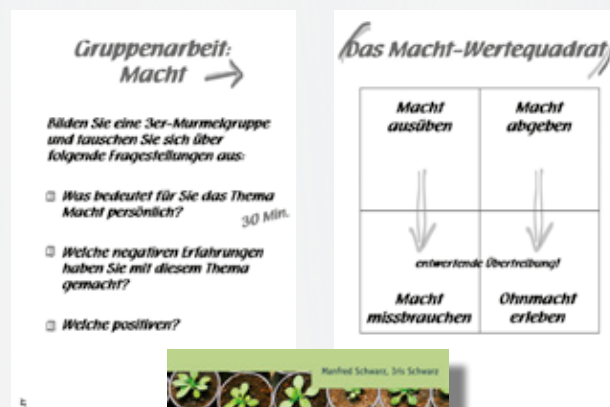 Gruppenarbeit:
Macht
Bilden Sie eine 3er-Murmelgruppe
und tauschen Sie sich über
folgende Fragestellungen aus:
Was bedeutet für Sie das Thema
Macht persönlich?
30 Min.
Welche negativen Erfahrungen
haben Sie mit diesem Thema
gemacht?
Welche positiven?
Das Macht-Wertequadrat
Macht
ausüben
Macht
abgeben
entwertende Übertreibung!
Macht
missbrauchen
Ohnmacht
erleben
Manfred Schwarz, Iris Schwarz